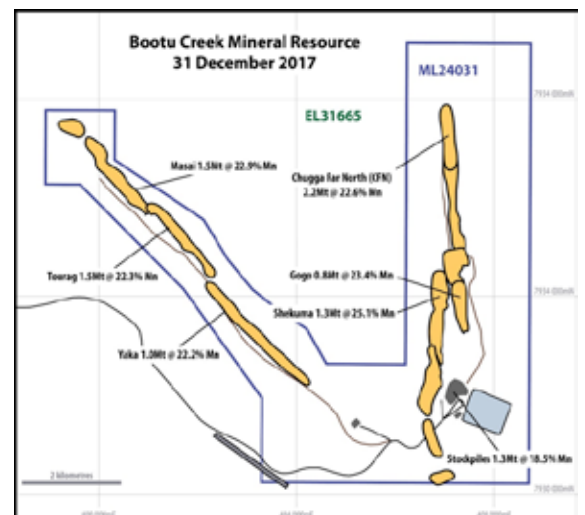 Bootu Creek Mineral Resource
31 December 2017
ML24031
EL31665
7934 000mN
Masai 1.5Mt @ 22.9% Mn
Chugga far North (CFN)
2.2Mt @ 22.6% Mn
Tourag 1.5Mt @ 22.3% Mn
Gogo 0.8Mt @ 23.4% Mn
Shekuma 1.3Mt @ 25.1% Mn
Yaka 1.0Mt @ 22.2% Mn
Stockpiles 1.3Mt @ 18.5% Mn
2 kilometres
7930 000mN